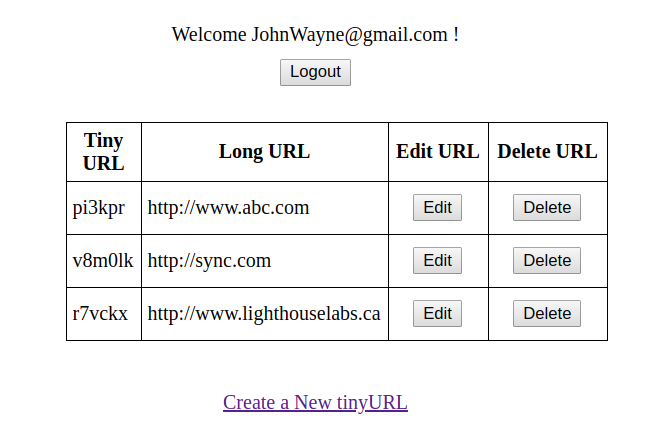 Welcome JohnWayne@gmail.com !
Logout
Tiny URL Long URL Edit URL Delete URL
pi3kpr http://www.abc.com Edit Delete
v8m0lk http://sync.com Edit Delete
r7vckx http://www.lighthouselabs.ca Edit Delete
Create a New tinyURL